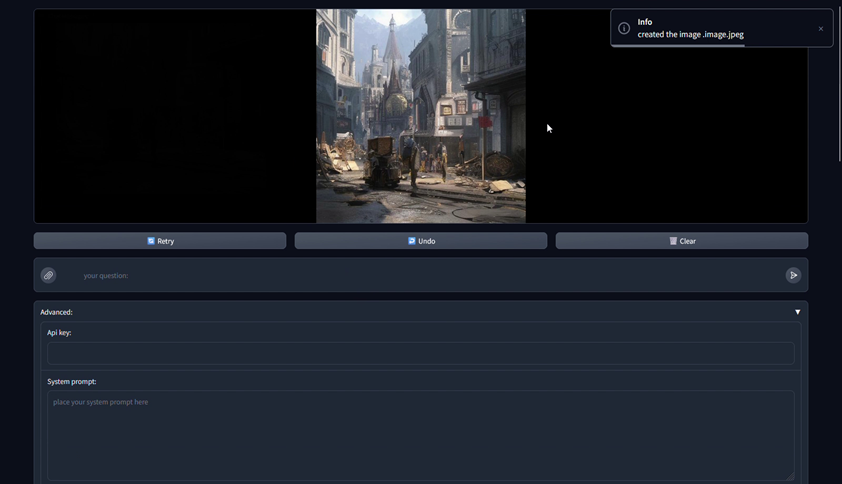 Info
created the image .image.jpeg
Retry
Undo
Clear
your question:
Advanced:
Api key:
System prompt:
place your system prompt here